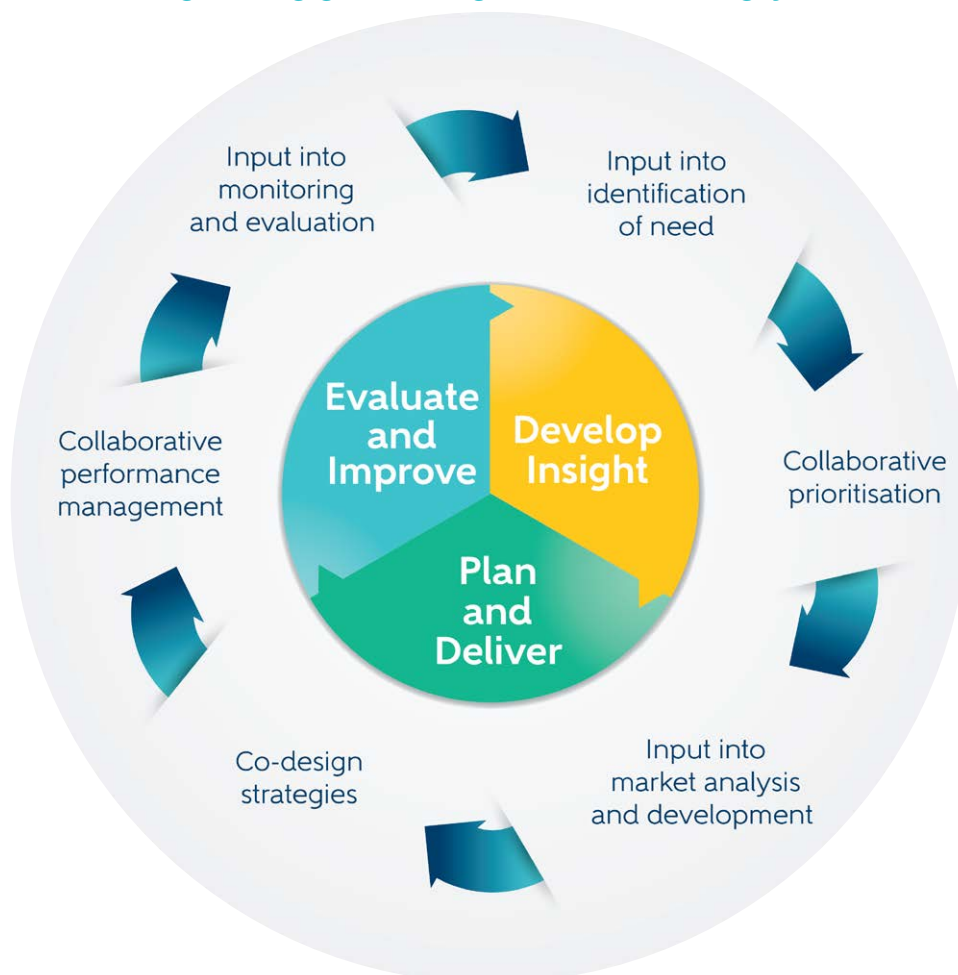 Input into
monitoring
and evaluation
Input into
identification
of need
Evaluate
and
Improve
Develop
Insight
Collaborative
performance
management
Collaborative
prioritisation
Plan
and
Deliver
Co-design
strategies
Input into
market analysis
and development